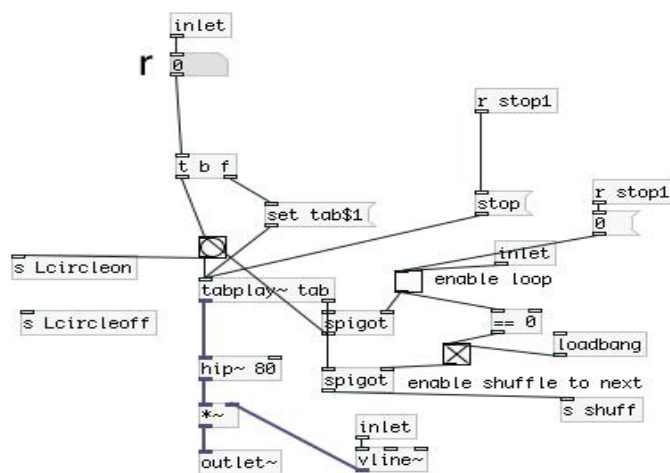 inlet
r
0
r stop1
t b f
r stop1
set tab$1
stop
0
inlet
s Lcircleon
enable loop
tabplay~ tab
s Lcircleoff
spigot
== 0
loadbang
hip~ 80
spigot
enable shuffle to next
s shuff
*~
inlet
outlet~
vline~